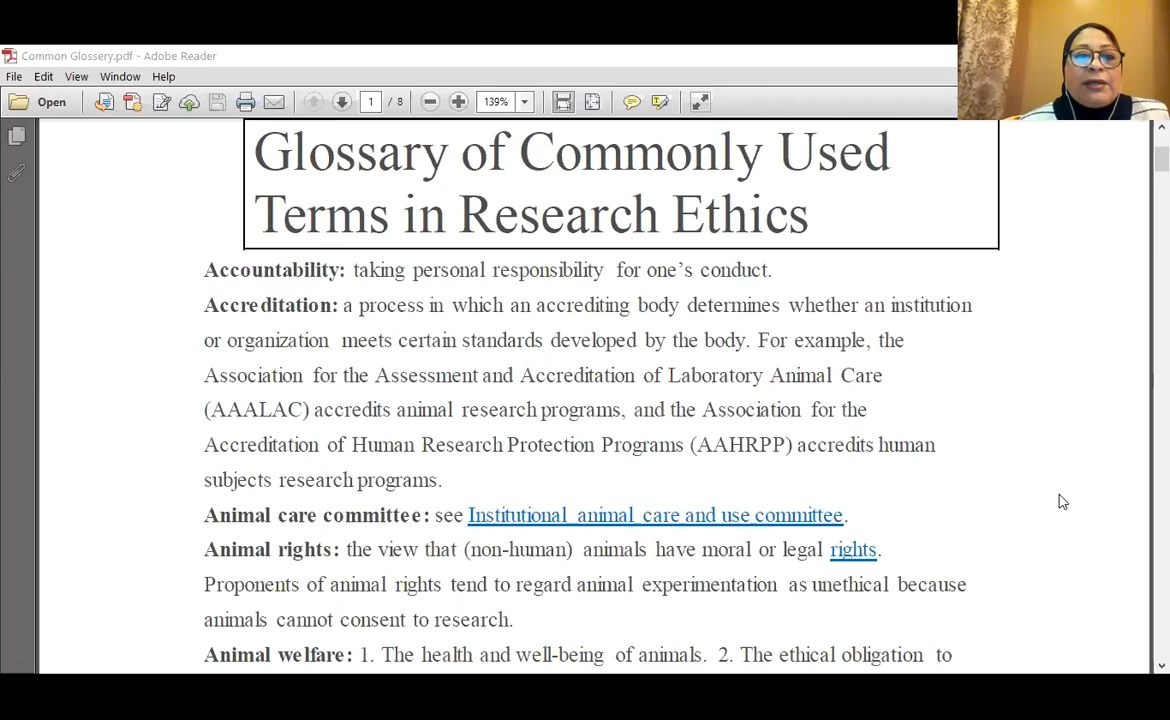 Common Glossery.pdf - Adobe Reader
File Edit View Window Help
Open 1 / 8 139%
Glossary of Commonly Used
Terms in Research Ethics
Accountability: taking personal responsibility for one's conduct.
Accreditation: a process in which an accrediting body determines whether an institution
or organization meets certain standards developed by the body. For example, the
Association for the Assessment and Accreditation of Laboratory Animal Care
(AAALAC) accredits animal research programs, and the Association for the
Accreditation of Human Research Protection Programs (AAHRPP) accredits human
subjects research programs.
Animal care committee: see Institutional animal care and use committee.
Animal rights: the view that (non-human) animals have moral or legal rights.
Proponents of animal rights tend to regard animal experimentation as unethical because
animals cannot consent to research.
Animal welfare: 1. The health and well-being of animals. 2. The ethical obligation to